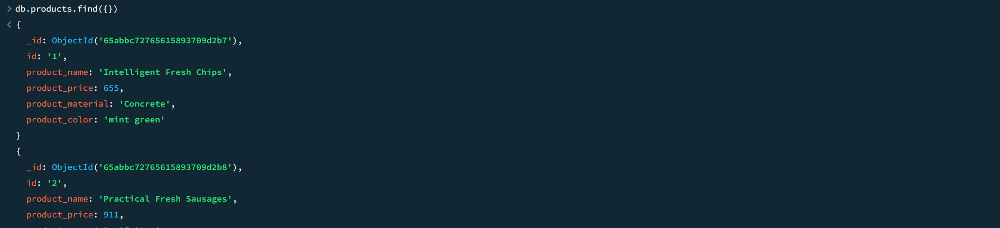 > db.products.find({})
< {
_id: ObjectId('65abbc72765615893709d2b7'),
id: '1',
product_name: 'Intelligent Fresh Chips',
product_price: 655,
product_material: 'Concrete',
product_color: 'mint green'
}
{
_id: ObjectId('65abbc72765615893709d2b8'),
id: '2',
product_name: 'Practical Fresh Sausages',
product_price: 911,